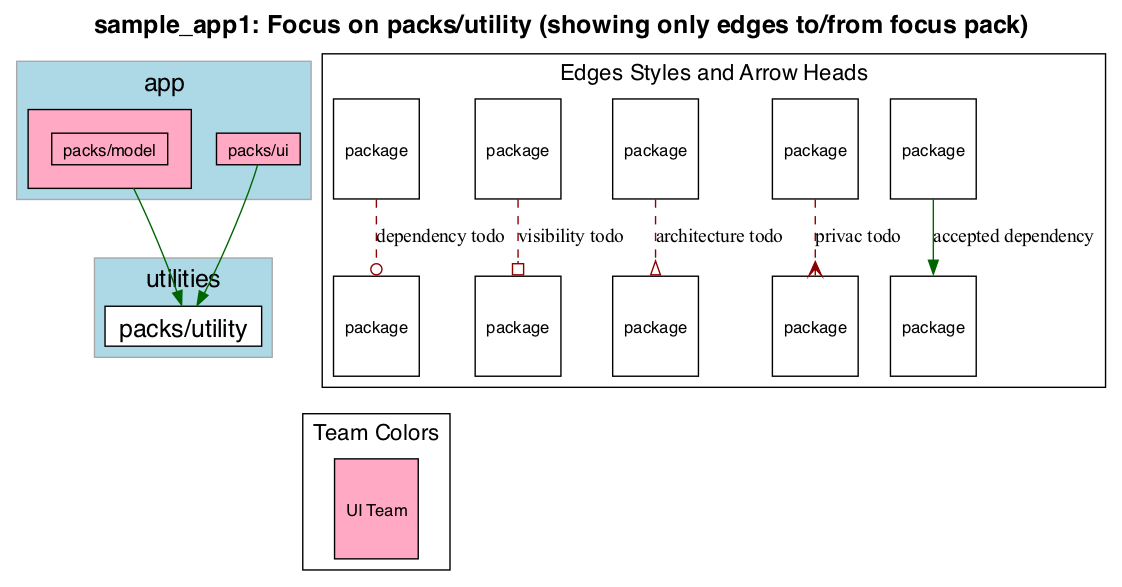 sample_app1: Focus on packs/utility (showing only edges to/from focus pack)
app
packs/model
packs/ui
utilities
packs/utility
Edges Styles and Arrow Heads
package package package package package
dependency todo visibility todo architecture todo privac todo accepted dependency
package package package package package
Team Colors
UI Team